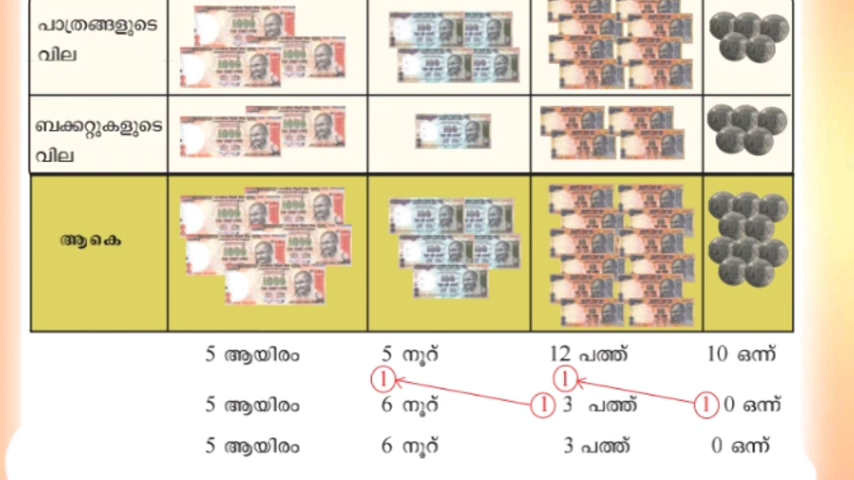 പാത്രങ്ങളുടെ
വില
ബക്കറ്റുകളുടെ
വില
ആകെ
5 ആയിരം 5 നൂറ് 12 പത്ത് 10 ഒന്ന്
1 1
5 ആയിരം 6 നൂറ് 1 3 പത്ത് 1 0 ഒന്ന്
5 ആയിരം 6 നൂറ് 3 പത്ത് 0 ഒന്ന്